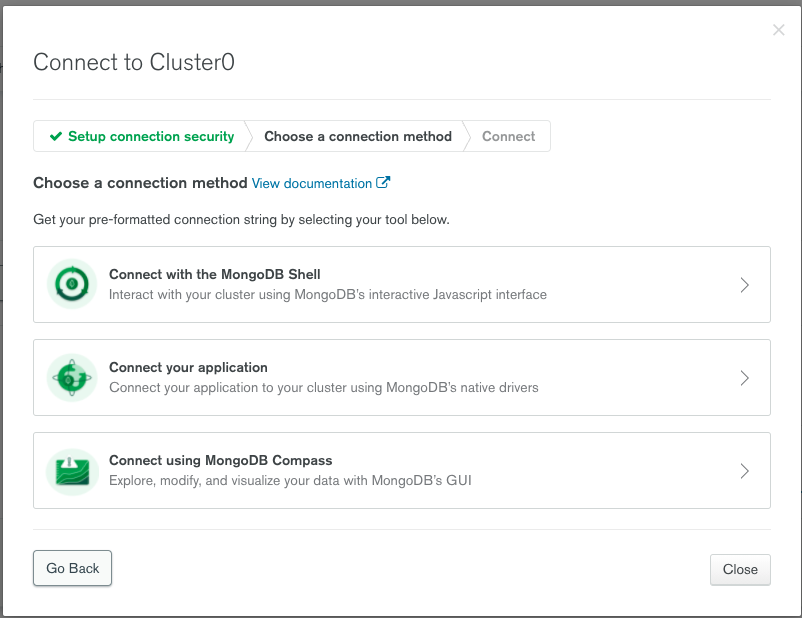 Connect to Cluster0
Setup connection security Choose a connection method Connect
Choose a connection method View documentation
Get your pre-formatted connection string by selecting your tool below.
Connect with the MongoDB Shell
Interact with your cluster using MongoDB's interactive Javascript interface
Connect your application
Connect your application to your cluster using MongoDB's native drivers
Connect using MongoDB Compass
Explore, modify, and visualize your data with MongoDB's GUI
Go Back Close